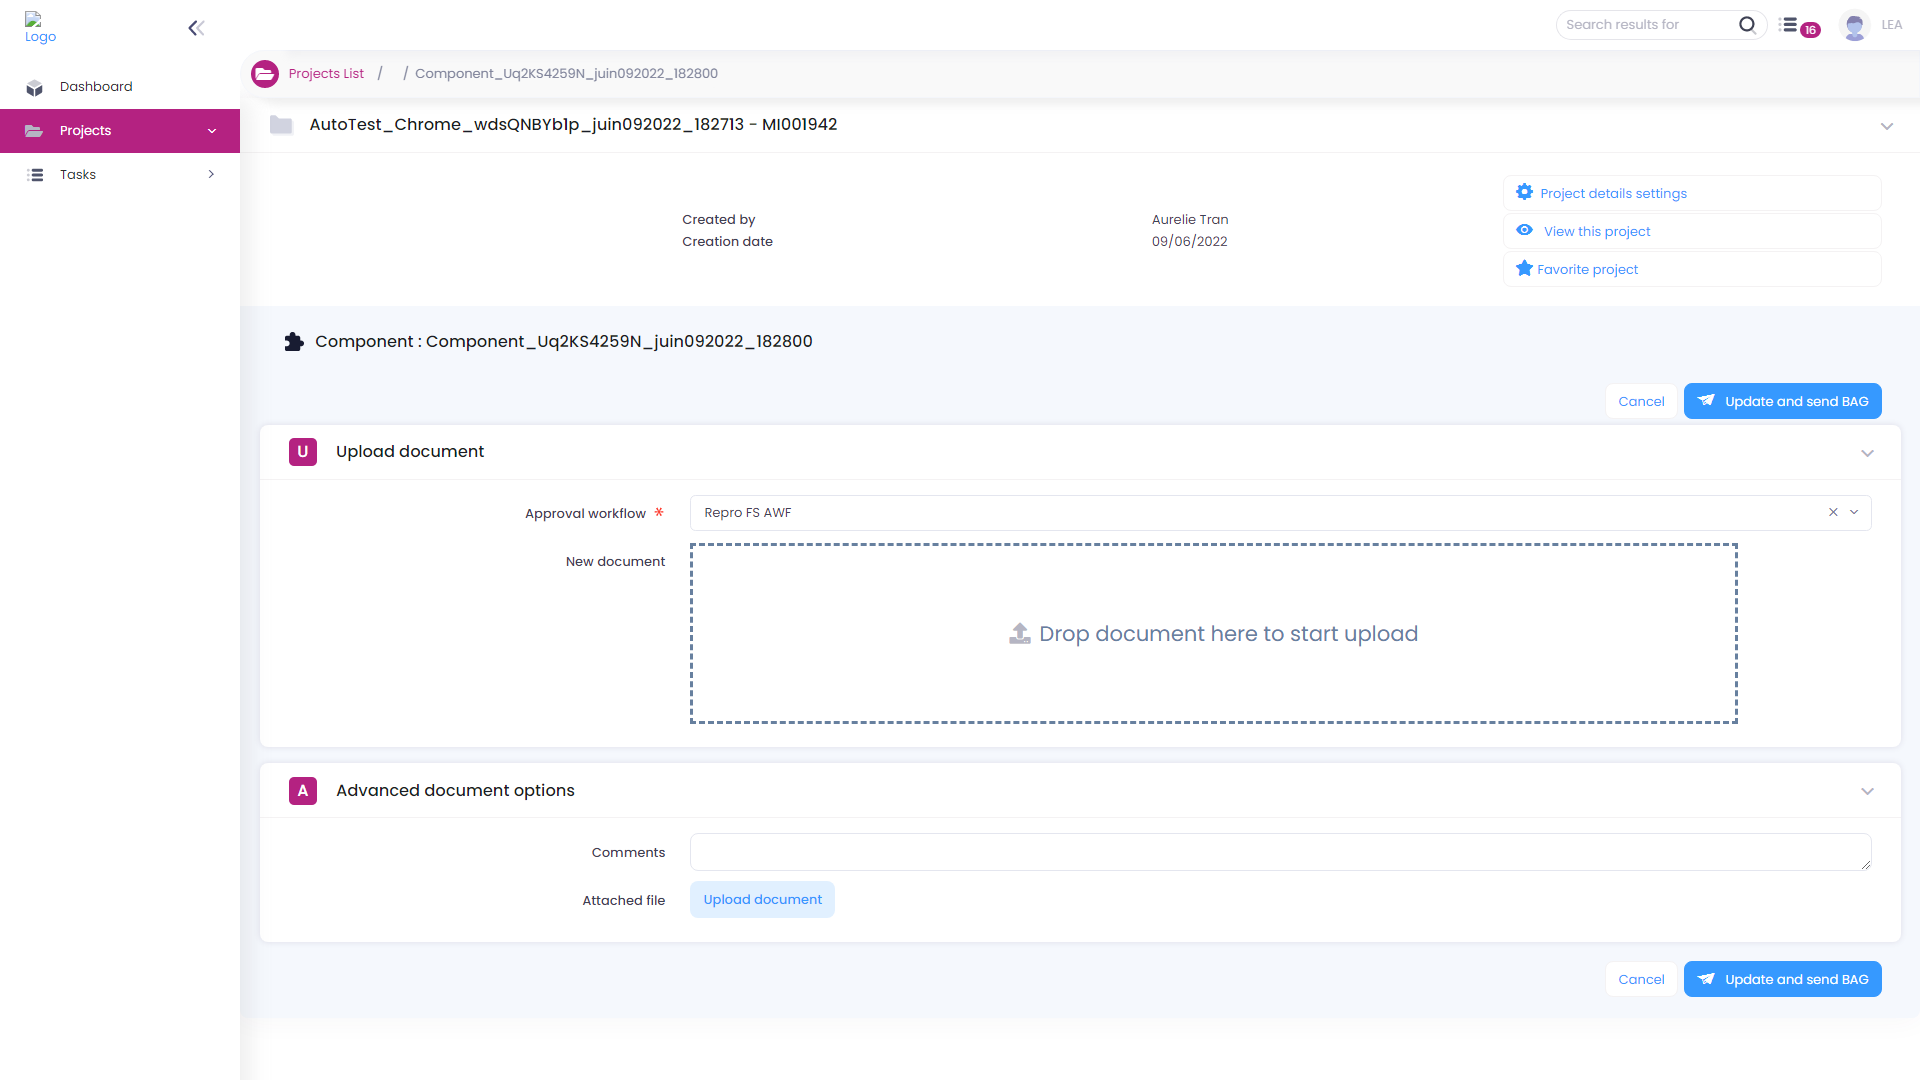 Logo
Search results for
16
LEA
Dashboard
Projects
Tasks
Projects List / / Component_Uq2KS4259N_juin092022_182800
AutoTest_Chrome_wdsQNBYb1p_juin092022_182713 - MI001942
Created by
Aurelie Tran
Creation date
09/06/2022
Project details settings
View this project
Favorite project
Component : Component_Uq2KS4259N_juin092022_182800
Cancel
Update and send BAG
U
Upload document
Approval workflow *
Repro FS AWF
New document
Drop document here to start upload
A
Advanced document options
Comments
Attached file
Upload document
Cancel
Update and send BAG